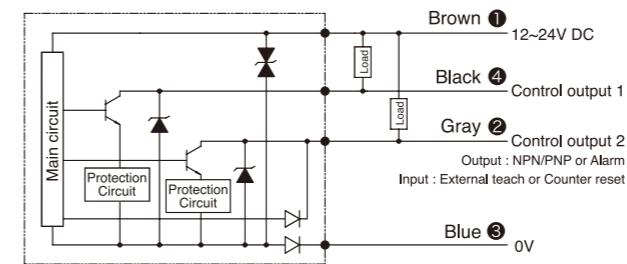 Brown ❶
12~24V DC
Load
Black ❹
Control output 1
Load
Gray ❷
Control output 2
Output : NPN/PNP or Alarm
Input : External teach or Counter reset
Main circuit
Protection
Circuit
Protection
Circuit
Blue ❸
0V